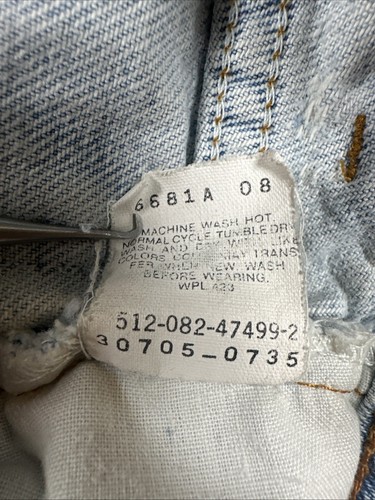 6681A 08
MACHINE WASH HOT
NORMAL CYCLE TUMBLE DRY
WASH AND DRY WITH LIKE
COLORS COLOR MAY TRANS
FER WHEN NEW. WASH
BEFORE WEARING.
WPL 423
512-082-47499-2
30705-0735